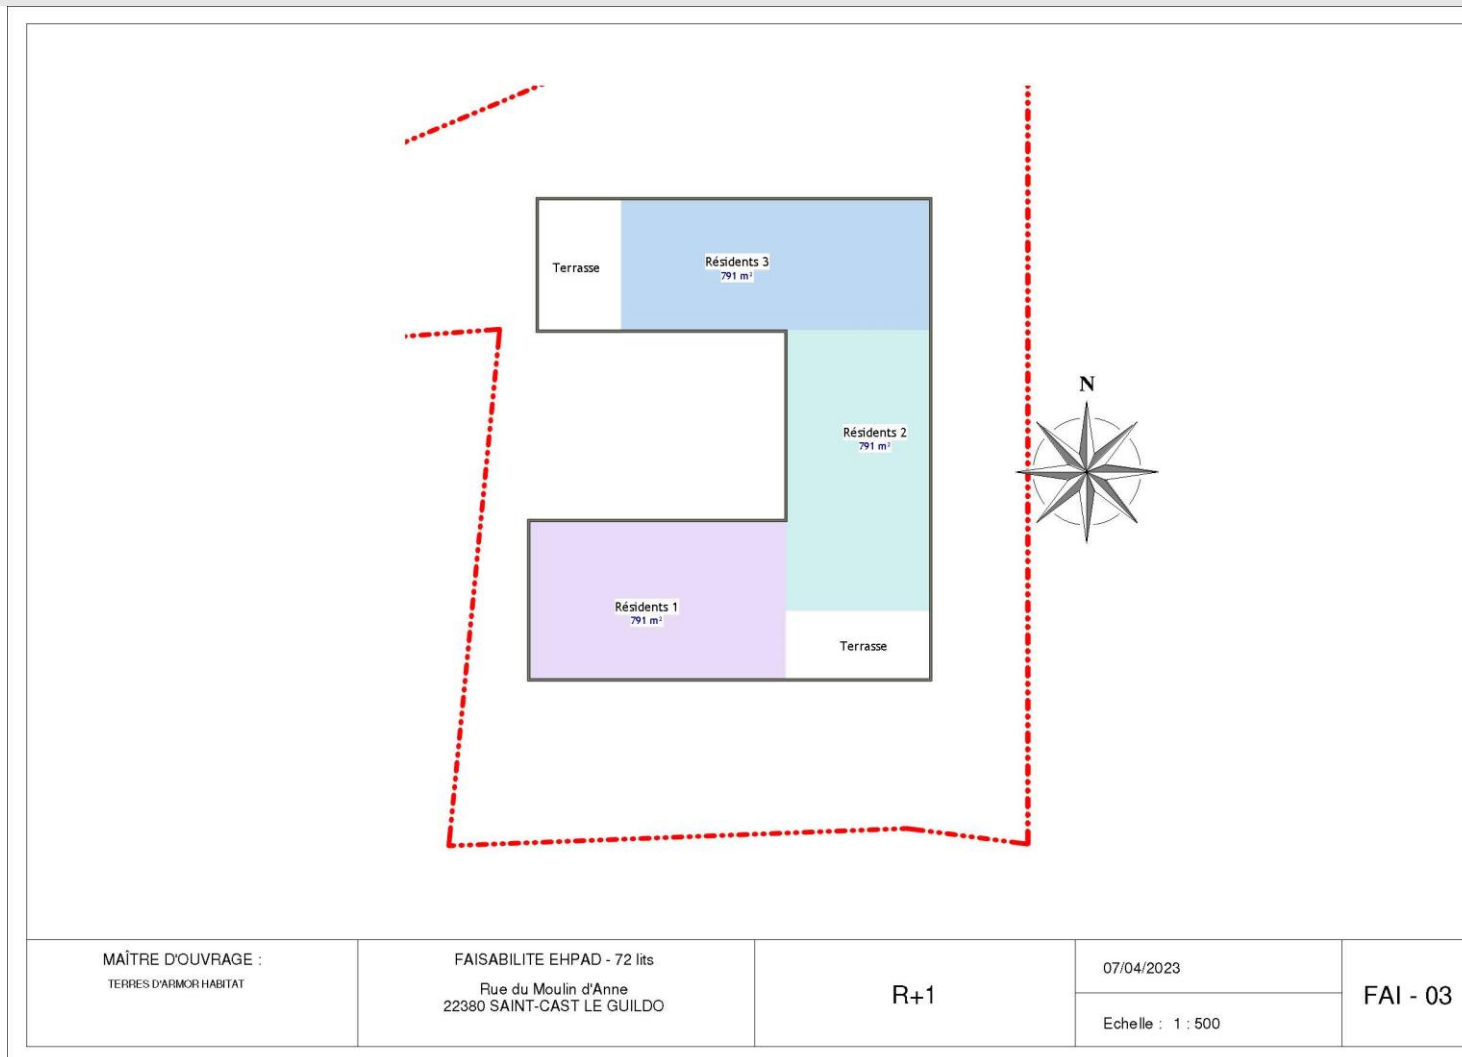 Terrasse
Résidents 3
791 m²
N
Résidents 2
791 m²
Résidents 1
791 m²
Terrasse
MAÎTRE D'OUVRAGE :
TERRES D'ARMOR HABITAT
FAISABILITE EHPAD - 72 lits
Rue du Moulin d'Anne
22380 SAINT-CAST LE GUILDO
R+1
07/04/2023
Echelle : 1 : 500
FAI - 03